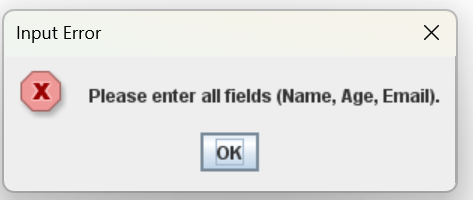 Input Error
Please enter all fields (Name, Age, Email).
OK